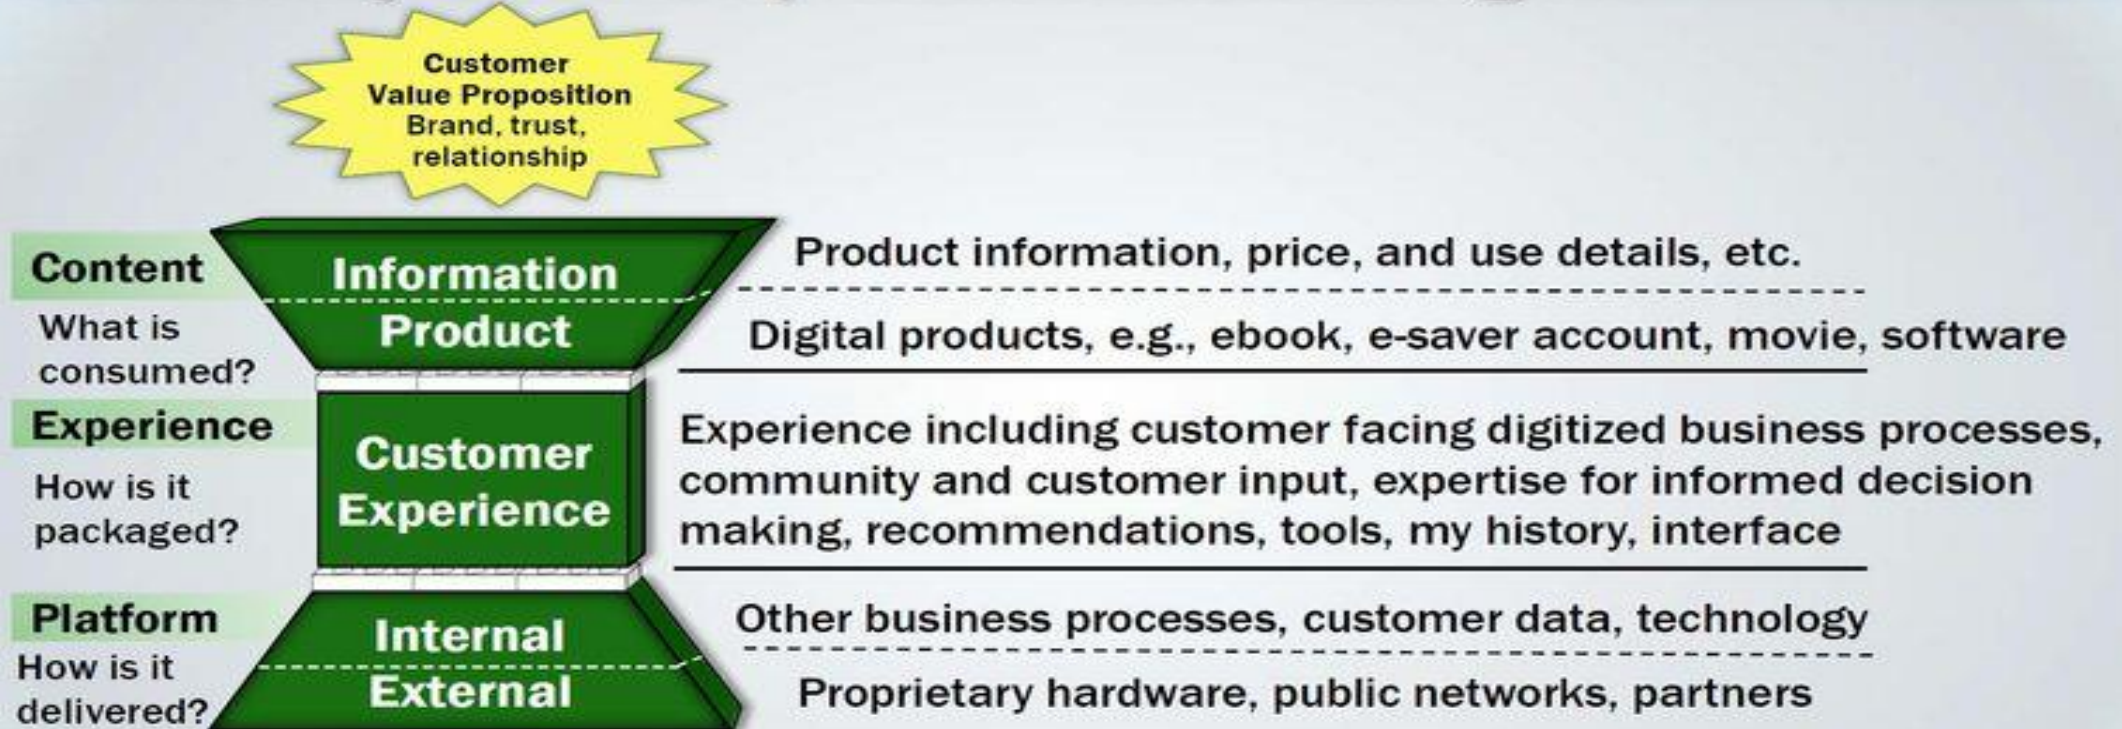 Customer
Value Proposition
Brand, trust,
relationship
Content
What is
consumed?
Information
Product
Product information, price, and use details, etc.
Digital products, e.g., ebook, e-saver account, movie, software
Experience
How is it
packaged?
Customer
Experience
Experience including customer facing digitized business processes,
community and customer input, expertise for informed decision
making, recommendations, tools, my history, interface
Platform
How is it
delivered?
Internal
External
Other business processes, customer data, technology
Proprietary hardware, public networks, partners